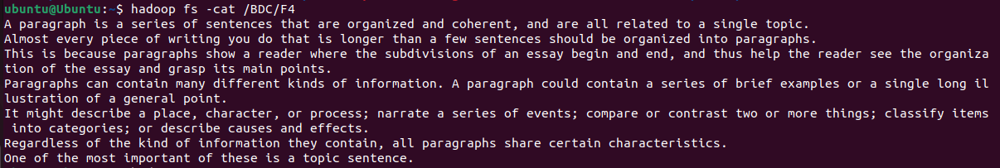 ubuntu@Ubuntu:~$ hadoop fs -cat /BDC/F4
A paragraph is a series of sentences that are organized and coherent, and are all related to a single topic.
Almost every piece of writing you do that is longer than a few sentences should be organized into paragraphs.
This is because paragraphs show a reader where the subdivisions of an essay begin and end, and thus help the reader see the organiza
tion of the essay and grasp its main points.
Paragraphs can contain many different kinds of information. A paragraph could contain a series of brief examples or a single long il
lustration of a general point.
It might describe a place, character, or process; narrate a series of events; compare or contrast two or more things; classify items
 into categories; or describe causes and effects.
Regardless of the kind of information they contain, all paragraphs share certain characteristics.
One of the most important of these is a topic sentence.